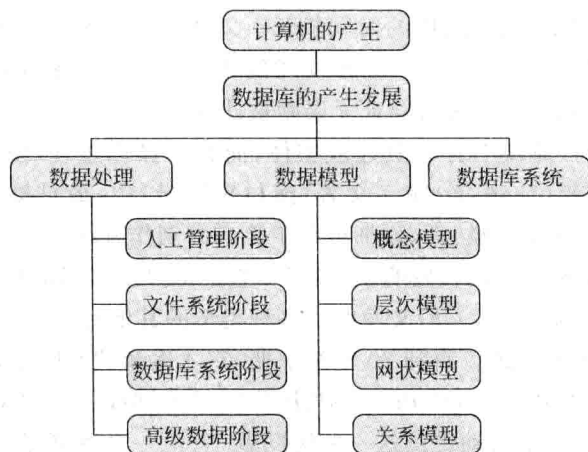 计算机的产生
数据库的产生发展
数据处理
数据模型
数据库系统
人工管理阶段
概念模型
文件系统阶段
层次模型
数据库系统阶段
网状模型
高级数据阶段
关系模型